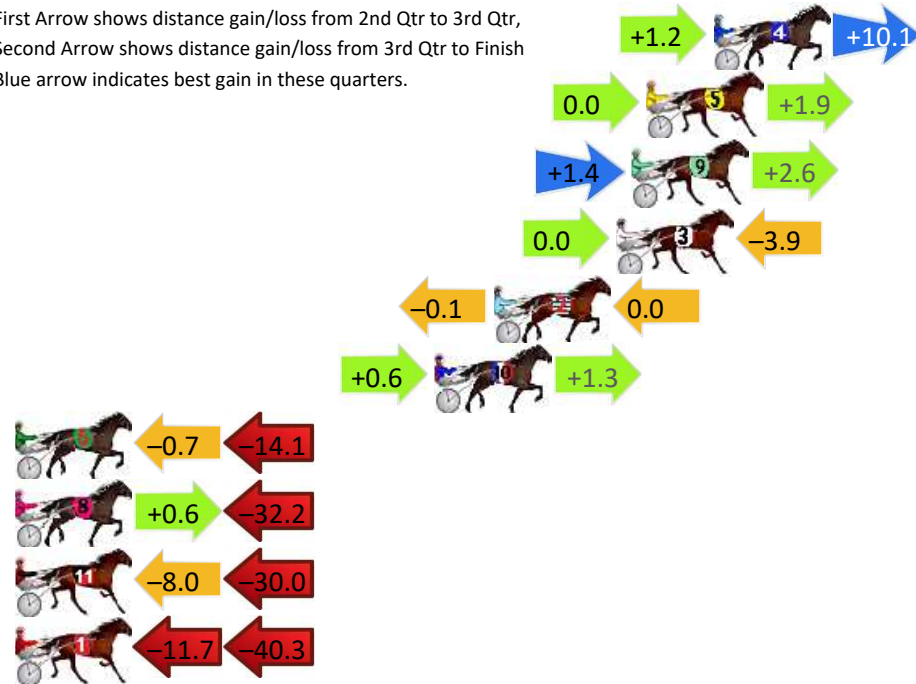 First Arrow shows distance gain/loss from 2nd Qtr to 3rd Qtr,
Second Arrow shows distance gain/loss from 3rd Qtr to Finish
Blue arrow indicates best gain in these quarters.
+1.2 4 +10.1
0.0 5 +1.9
+1.4 9 +2.6
0.0 3 –3.9
–0.1 0.0
+0.6 10 +1.3
–0.7 –14.1
8 +0.6 –32.2
11 –8.0 –30.0
1 –11.7 –40.3